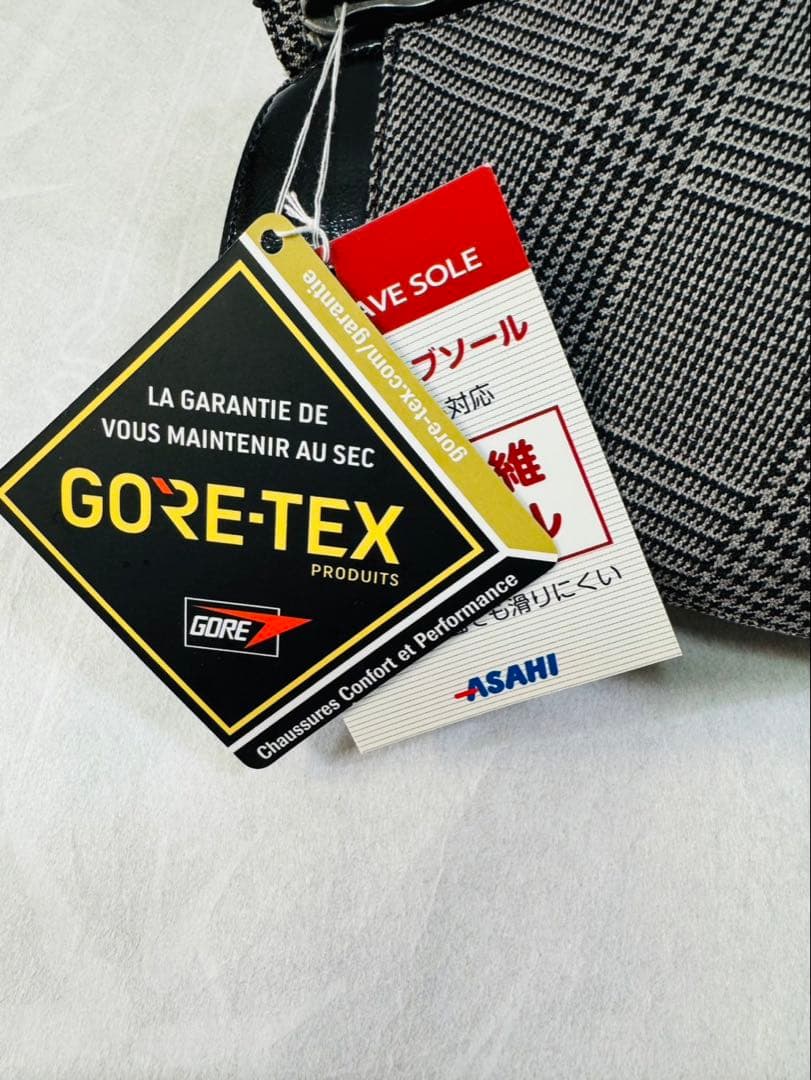 LA GARANTIE DE
VOUS MAINTENIR AU SEC
GORE-TEX
PRODUITS
GORE
gore-tex.com/garantie
Chaussures Confort et Performance
AVE SOLE
ブソール
対応
維
ル
も滑りにくい
ASAHI